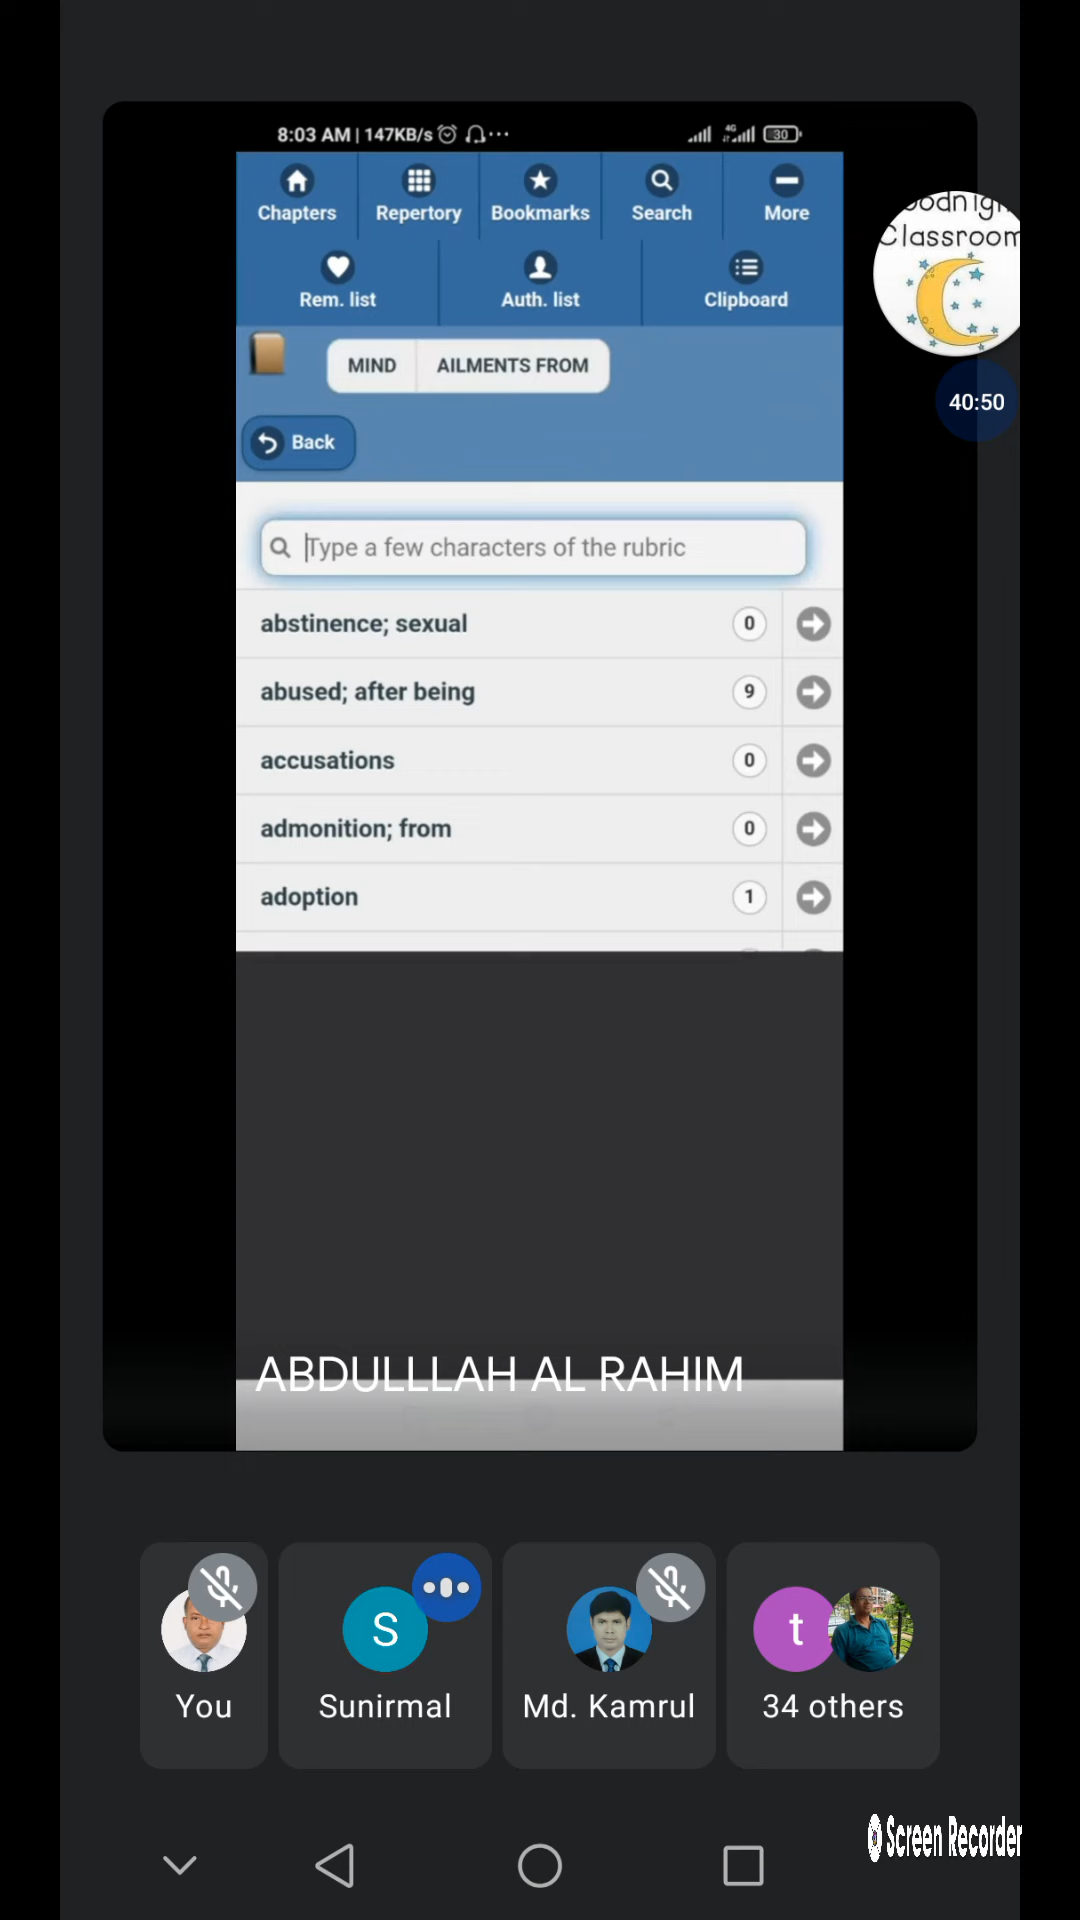 8:03 AM | 147KB/s ...
4G
30
Chapters
Repertory
Bookmarks
Search
More
Rem. list
Auth. list
Clipboard
Classroom
MIND
AILMENTS FROM
40:50
Back
Type a few characters of the rubric
abstinence; sexual 0
abused; after being 9
accusations 0
admonition; from 0
adoption 1
ABDULLLAH AL RAHIM
S
t
You
Sunirmal
Md. Kamrul
34 others
Screen Recorder